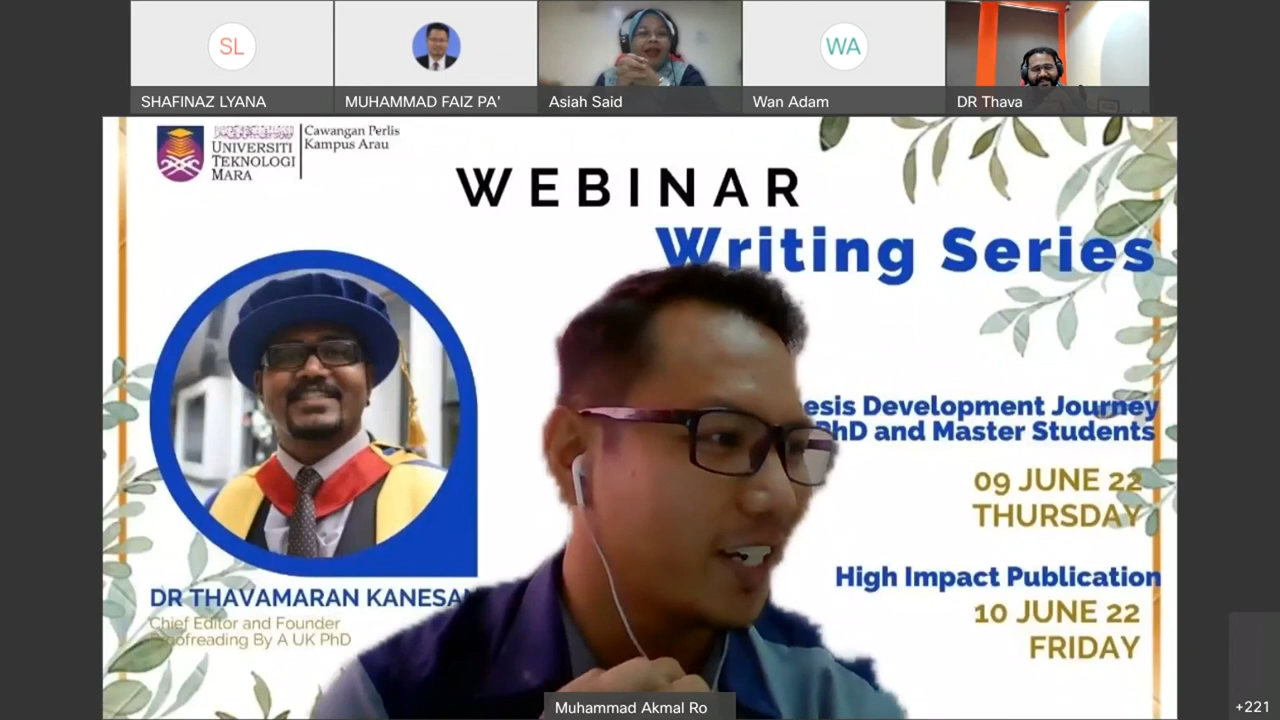 SL
SHAFINAZ LYANA
MUHAMMAD FAIZ PA'
Asiah Said
WA
Wan Adam
DR Thava
UNIVERSITI
TEKNOLOGI
MARA
Cawangan Perlis
Kampus Arau
WEBINAR
Writing Series
esis Development Journey
PhD and Master Students
09 JUNE 22
THURSDAY
High Impact Publication
10 JUNE 22
FRIDAY
DR THAVAMARAN KANESAN
Chief Editor and Founder
Proofreading By A UK PhD
Muhammad Akmal Ro
+221